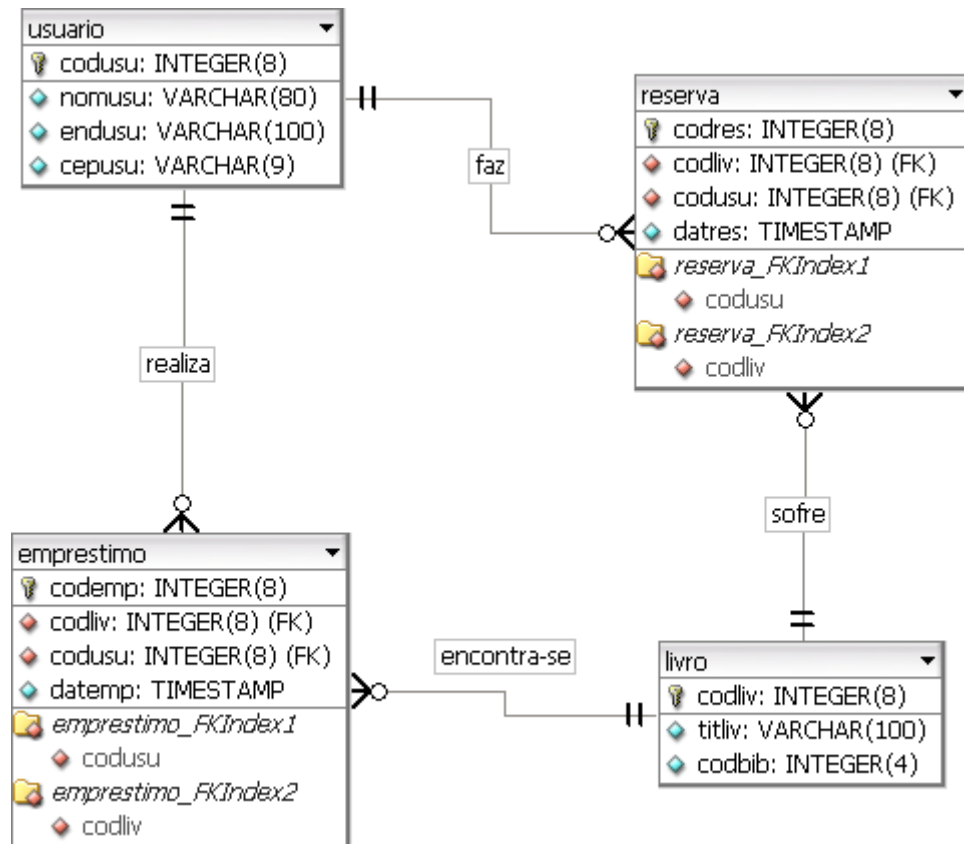 usuario
codusu: INTEGER(8)
nomusu: VARCHAR(80)
endusu: VARCHAR(100)
cepusu: VARCHAR(9)
faz
reserva
codres: INTEGER(8)
codliv: INTEGER(8) (FK)
codusu: INTEGER(8) (FK)
datres: TIMESTAMP
reserva_FKIndex1
codusu
reserva_FKIndex2
codliv
realiza
sofre
emprestimo
codemp: INTEGER(8)
codliv: INTEGER(8) (FK)
codusu: INTEGER(8) (FK)
datemp: TIMESTAMP
emprestimo_FKIndex1
codusu
emprestimo_FKIndex2
codliv
encontra-se
livro
codliv: INTEGER(8)
titliv: VARCHAR(100)
codbib: INTEGER(4)